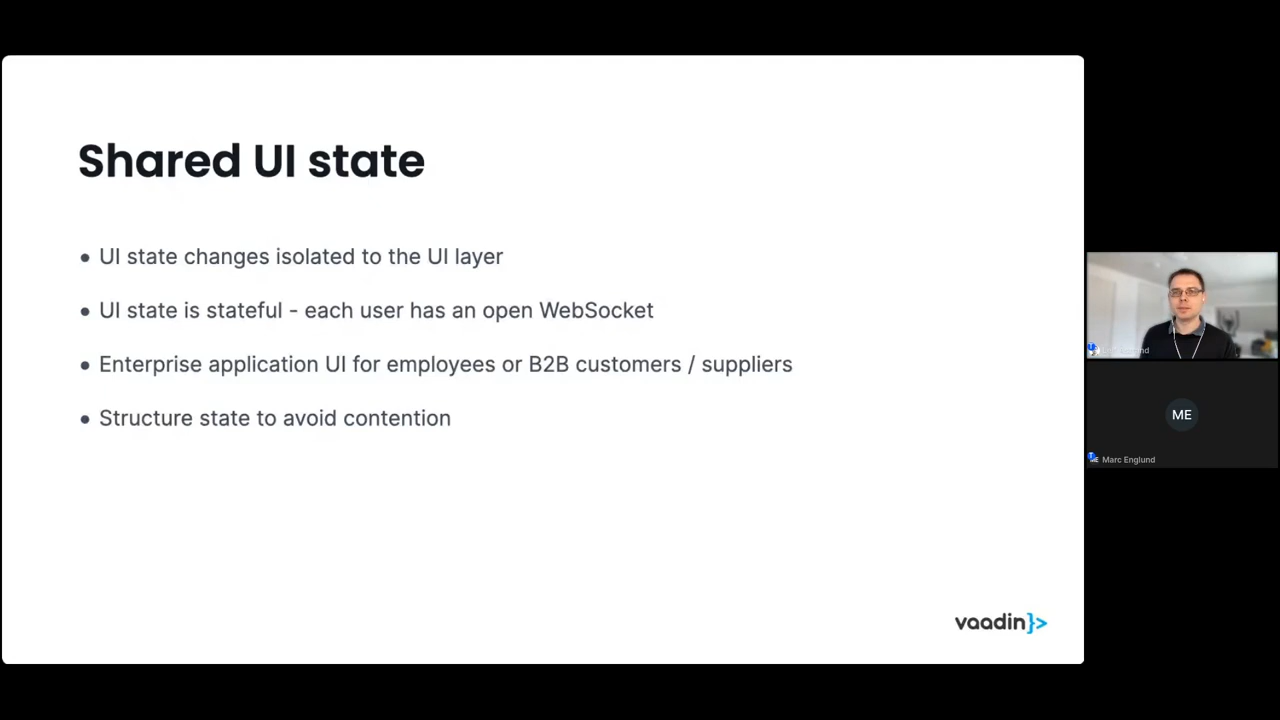 Shared UI state
• UI state changes isolated to the UI layer
• UI state is stateful - each user has an open WebSocket
• Enterprise application UI for employees or B2B customers / suppliers
• Structure state to avoid contention
vaadin}>
ME
Marc Englund